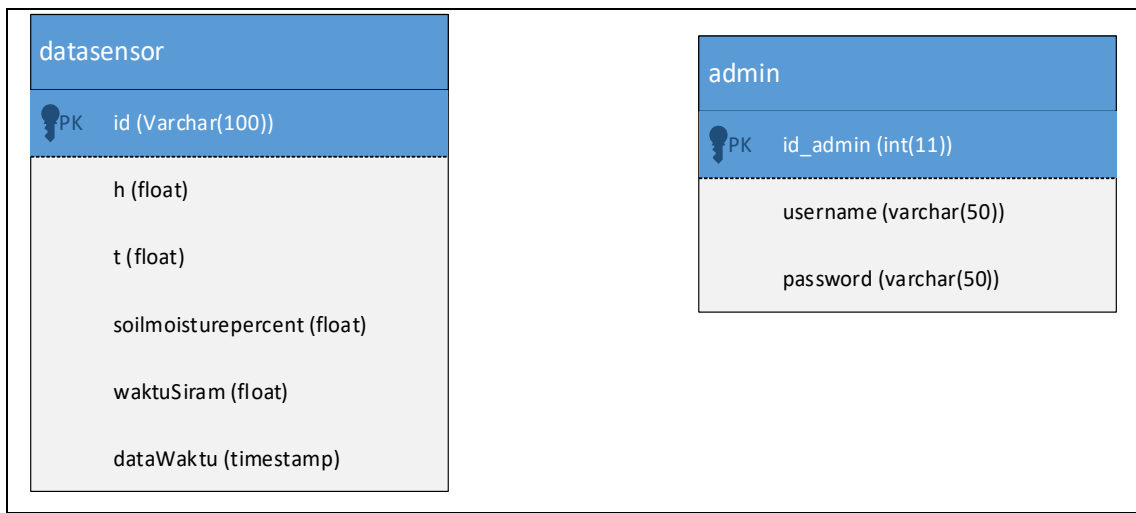 datasensor
PK id (Varchar(100))
h (float)
t (float)
soilmoisturepercent (float)
waktuSiram (float)
dataWaktu (timestamp)
admin
PK id_admin (int(11))
username (varchar(50))
password (varchar(50))